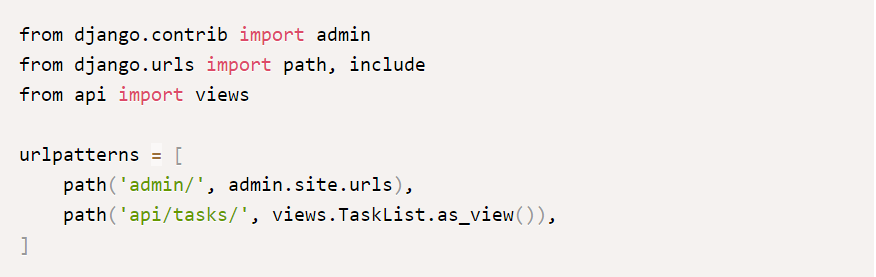 from django.contrib import admin
from django.urls import path, include
from api import views

urlpatterns = [
    path('admin/', admin.site.urls),
    path('api/tasks/', views.TaskList.as_view()),
]